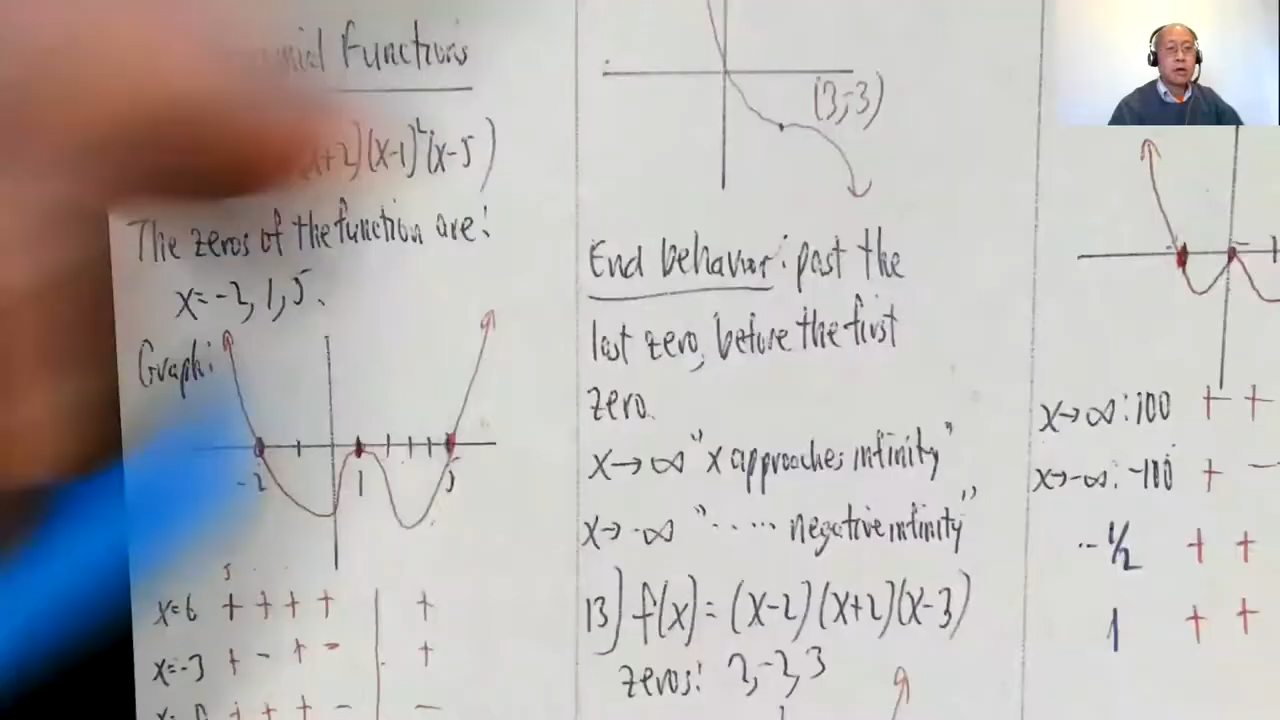 Functions
(x+2)(x-1)²(x-5)
The zeros of the function are:
x=-2, 1, 5.
Graph:
-2 1 5
x=6 + + + + | +
x=-3 + - + - | +
+ + + - | -
(3,-3)
End behavior: past the
last zero, before the first
zero.
x→∞ "x approaches infinity"
x→-∞ "..... negative infinity"
13) f(x)=(x-2)(x+2)(x-3)
zeros: 2,-2,3
x→∞: 100 + +
x→-∞: -100 + -
-1/2 + +
1 + +